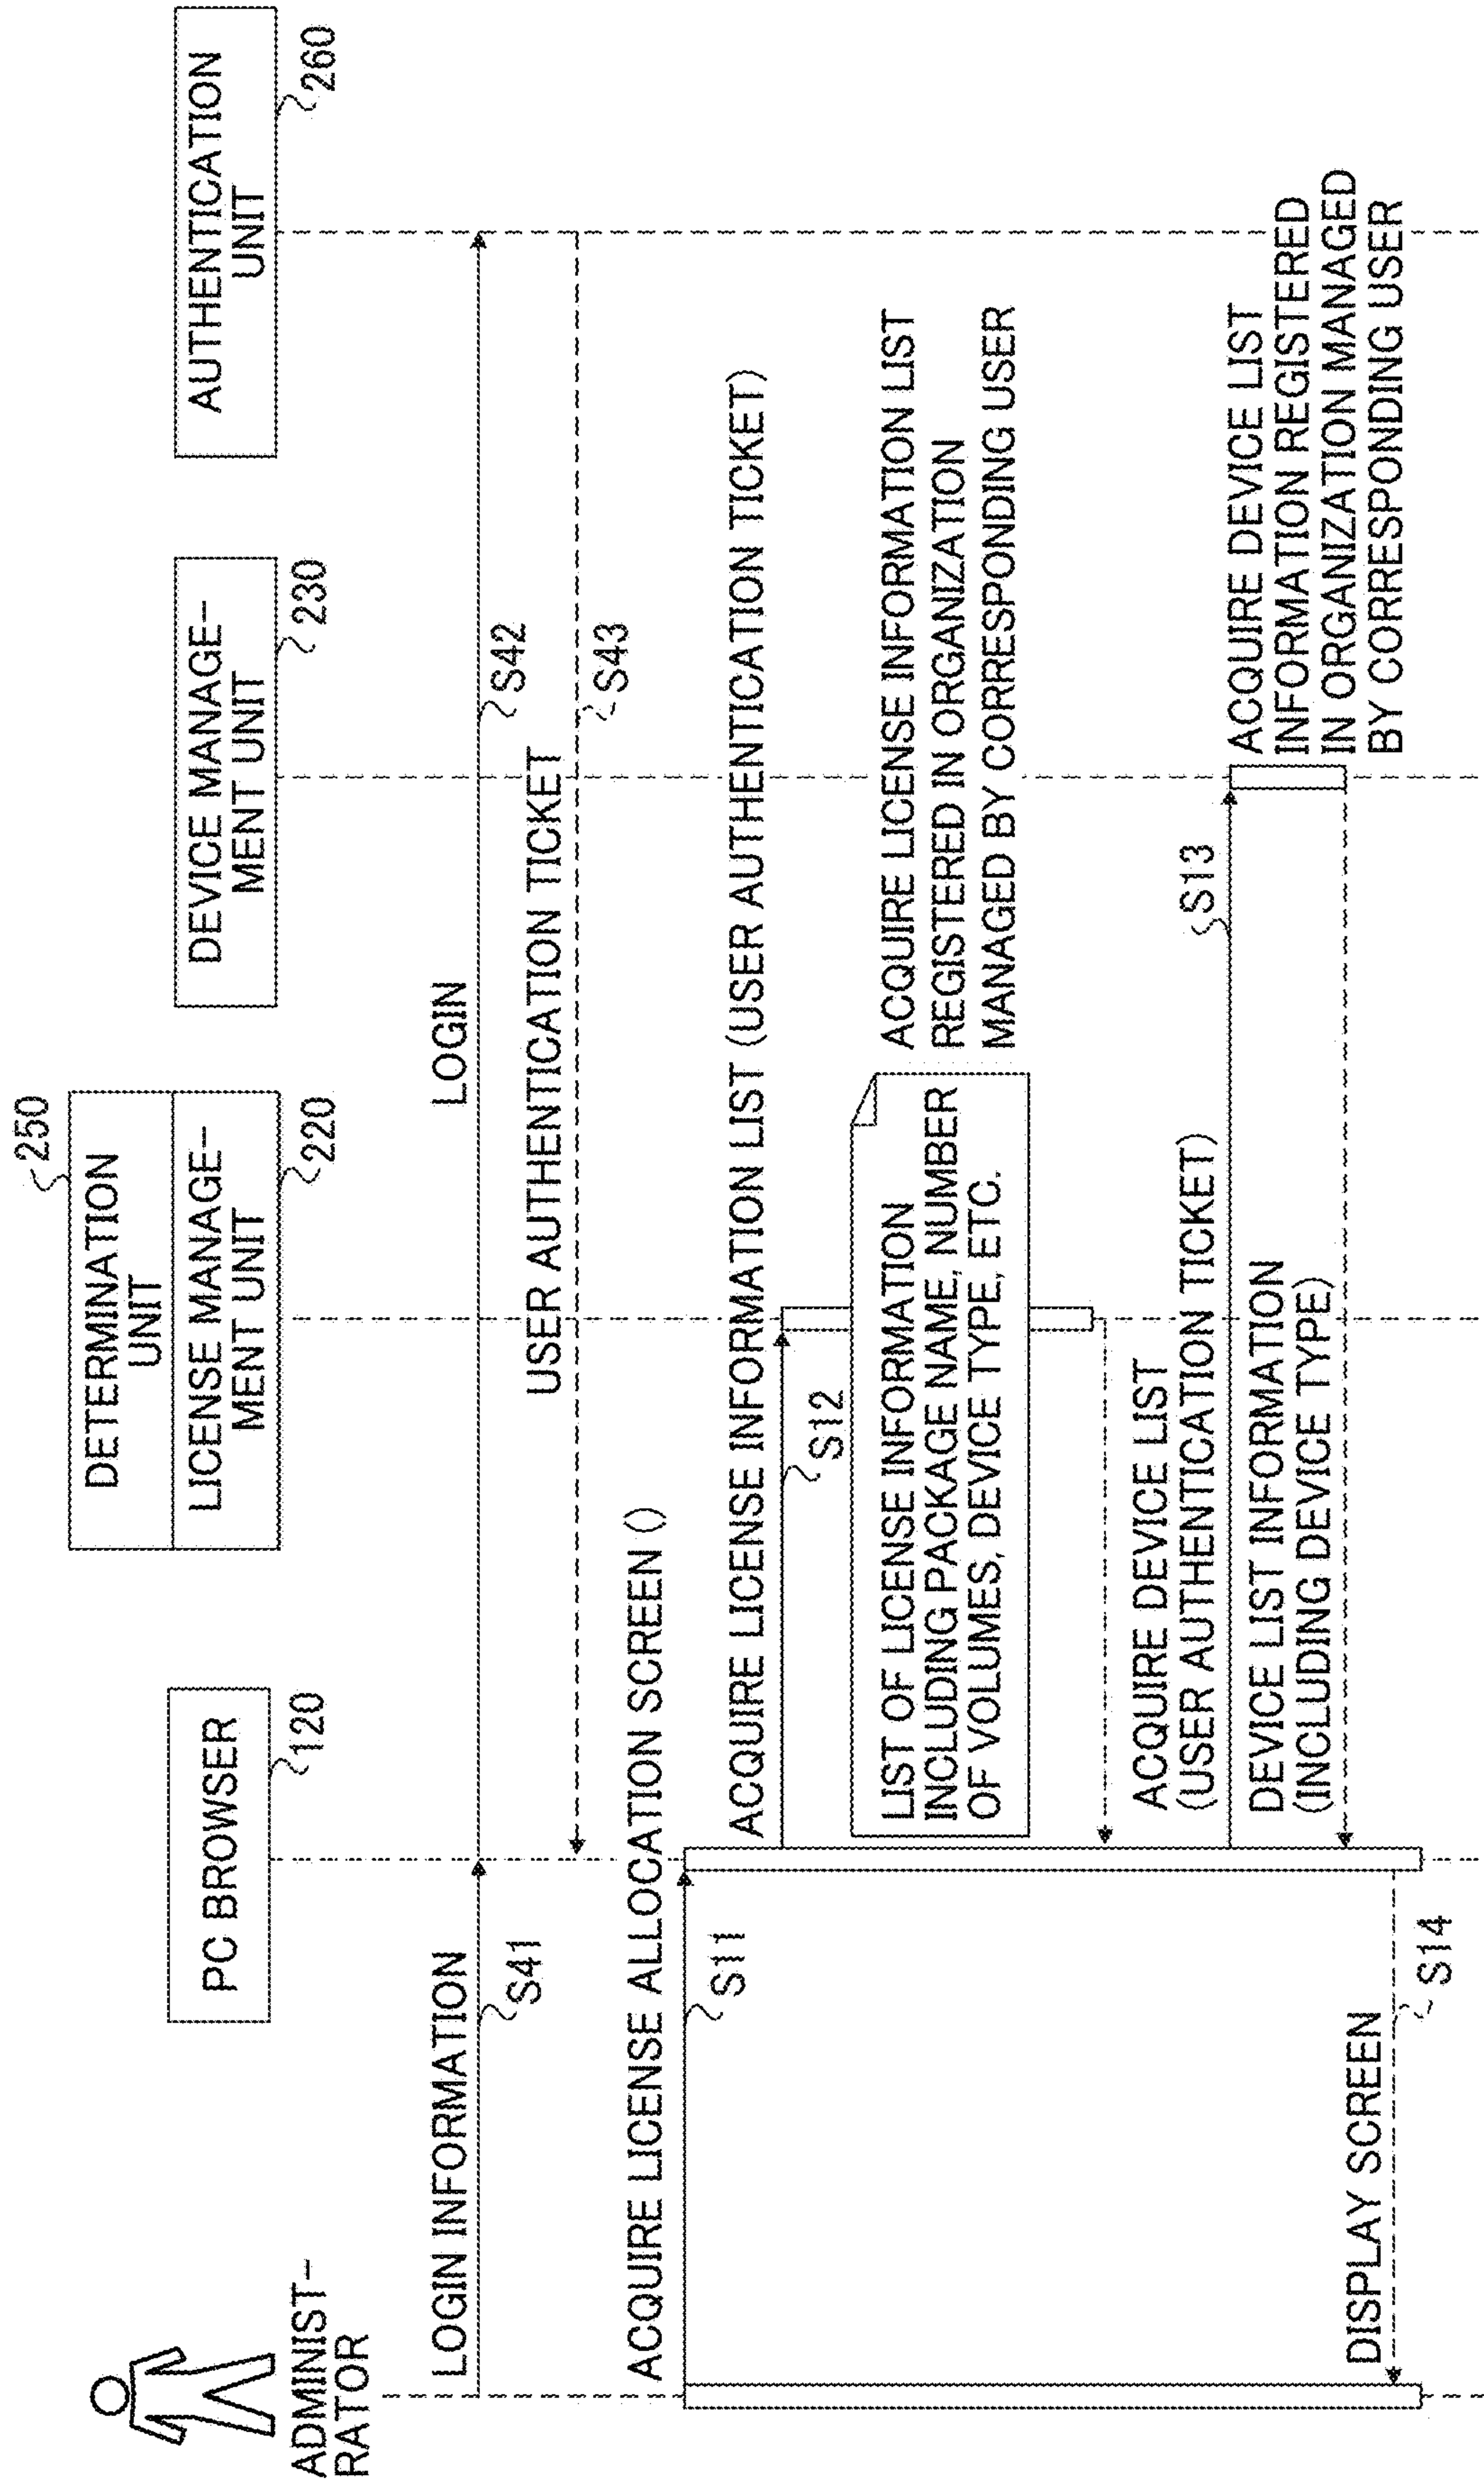 ADMINIST-
RATOR
PC BROWSER
120
250
DETERMINATION
UNIT
LICENSE MANAGE-
MENT UNIT
220
DEVICE MANAGE-
MENT UNIT
230
AUTHENTICATION
UNIT
260
LOGIN INFORMATION
S41
LOGIN
S42
USER AUTHENTICATION TICKET
S43
ACQUIRE LICENSE ALLOCATION SCREEN ()
S11
ACQUIRE LICENSE INFORMATION LIST (USER AUTHENTICATION TICKET)
S12
LIST OF LICENSE INFORMATION
INCLUDING PACKAGE NAME, NUMBER
OF VOLUMES, DEVICE TYPE, ETC.
ACQUIRE LICENSE INFORMATION LIST
REGISTERED IN ORGANIZATION
MANAGED BY CORRESPONDING USER
ACQUIRE DEVICE LIST
(USER AUTHENTICATION TICKET)
S13
ACQUIRE DEVICE LIST
INFORMATION REGISTERED
IN ORGANIZATION MANAGED
BY CORRESPONDING USER
DEVICE LIST INFORMATION
(INCLUDING DEVICE TYPE)
DISPLAY SCREEN
S14